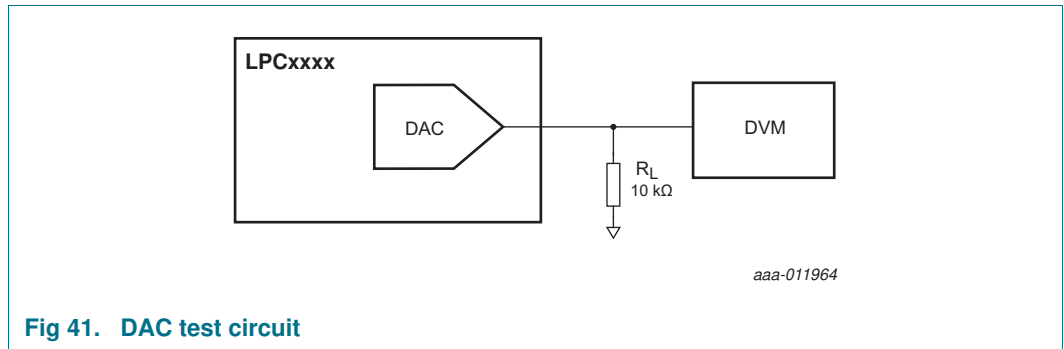 LPCxxxx
DAC
DVM
RL
10 kΩ
aaa-011964
Fig 41. DAC test circuit